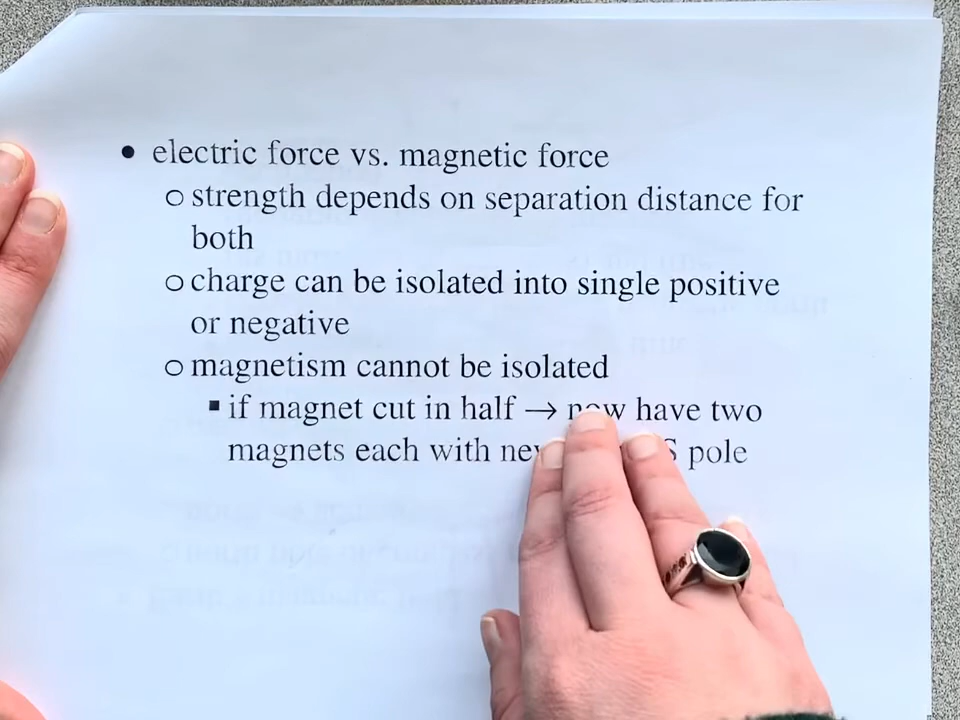 • electric force vs. magnetic force
o strength depends on separation distance for
both
o charge can be isolated into single positive
or negative
o magnetism cannot be isolated
▪ if magnet cut in half → now have two
magnets each with S pole